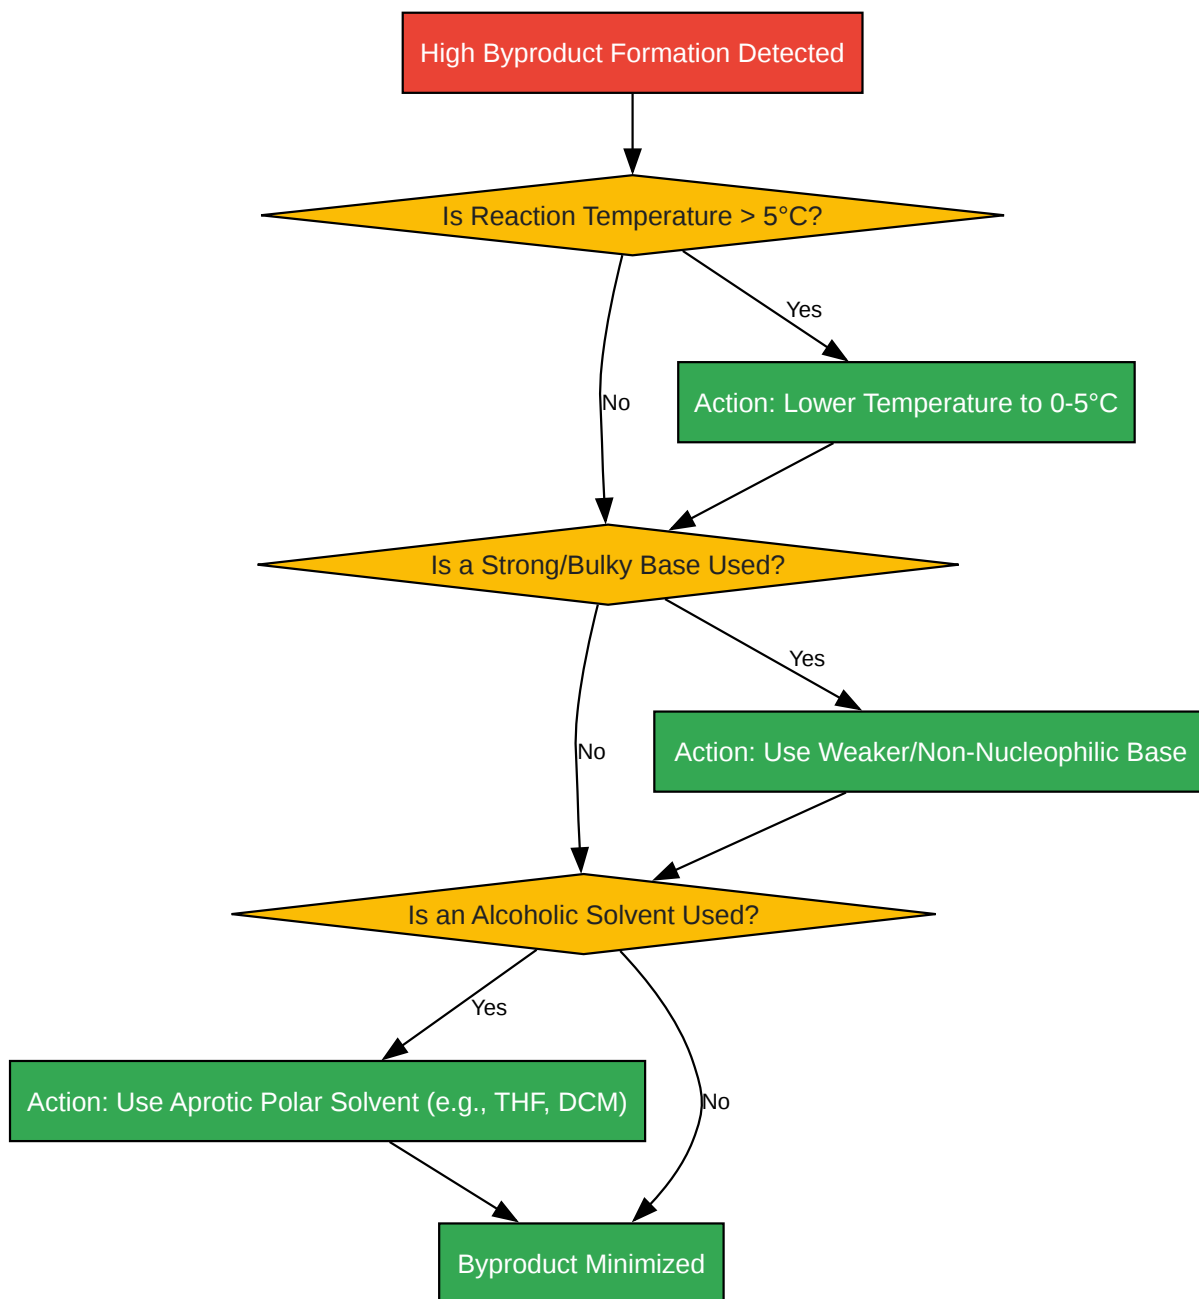 High Byproduct Formation Detected
Is Reaction Temperature > 5°C?
Yes
Action: Lower Temperature to 0-5°C
No
Is a Strong/Bulky Base Used?
Yes
Action: Use Weaker/Non-Nucleophilic Base
No
Is an Alcoholic Solvent Used?
Yes
Action: Use Aprotic Polar Solvent (e.g., THF, DCM)
No
Byproduct Minimized